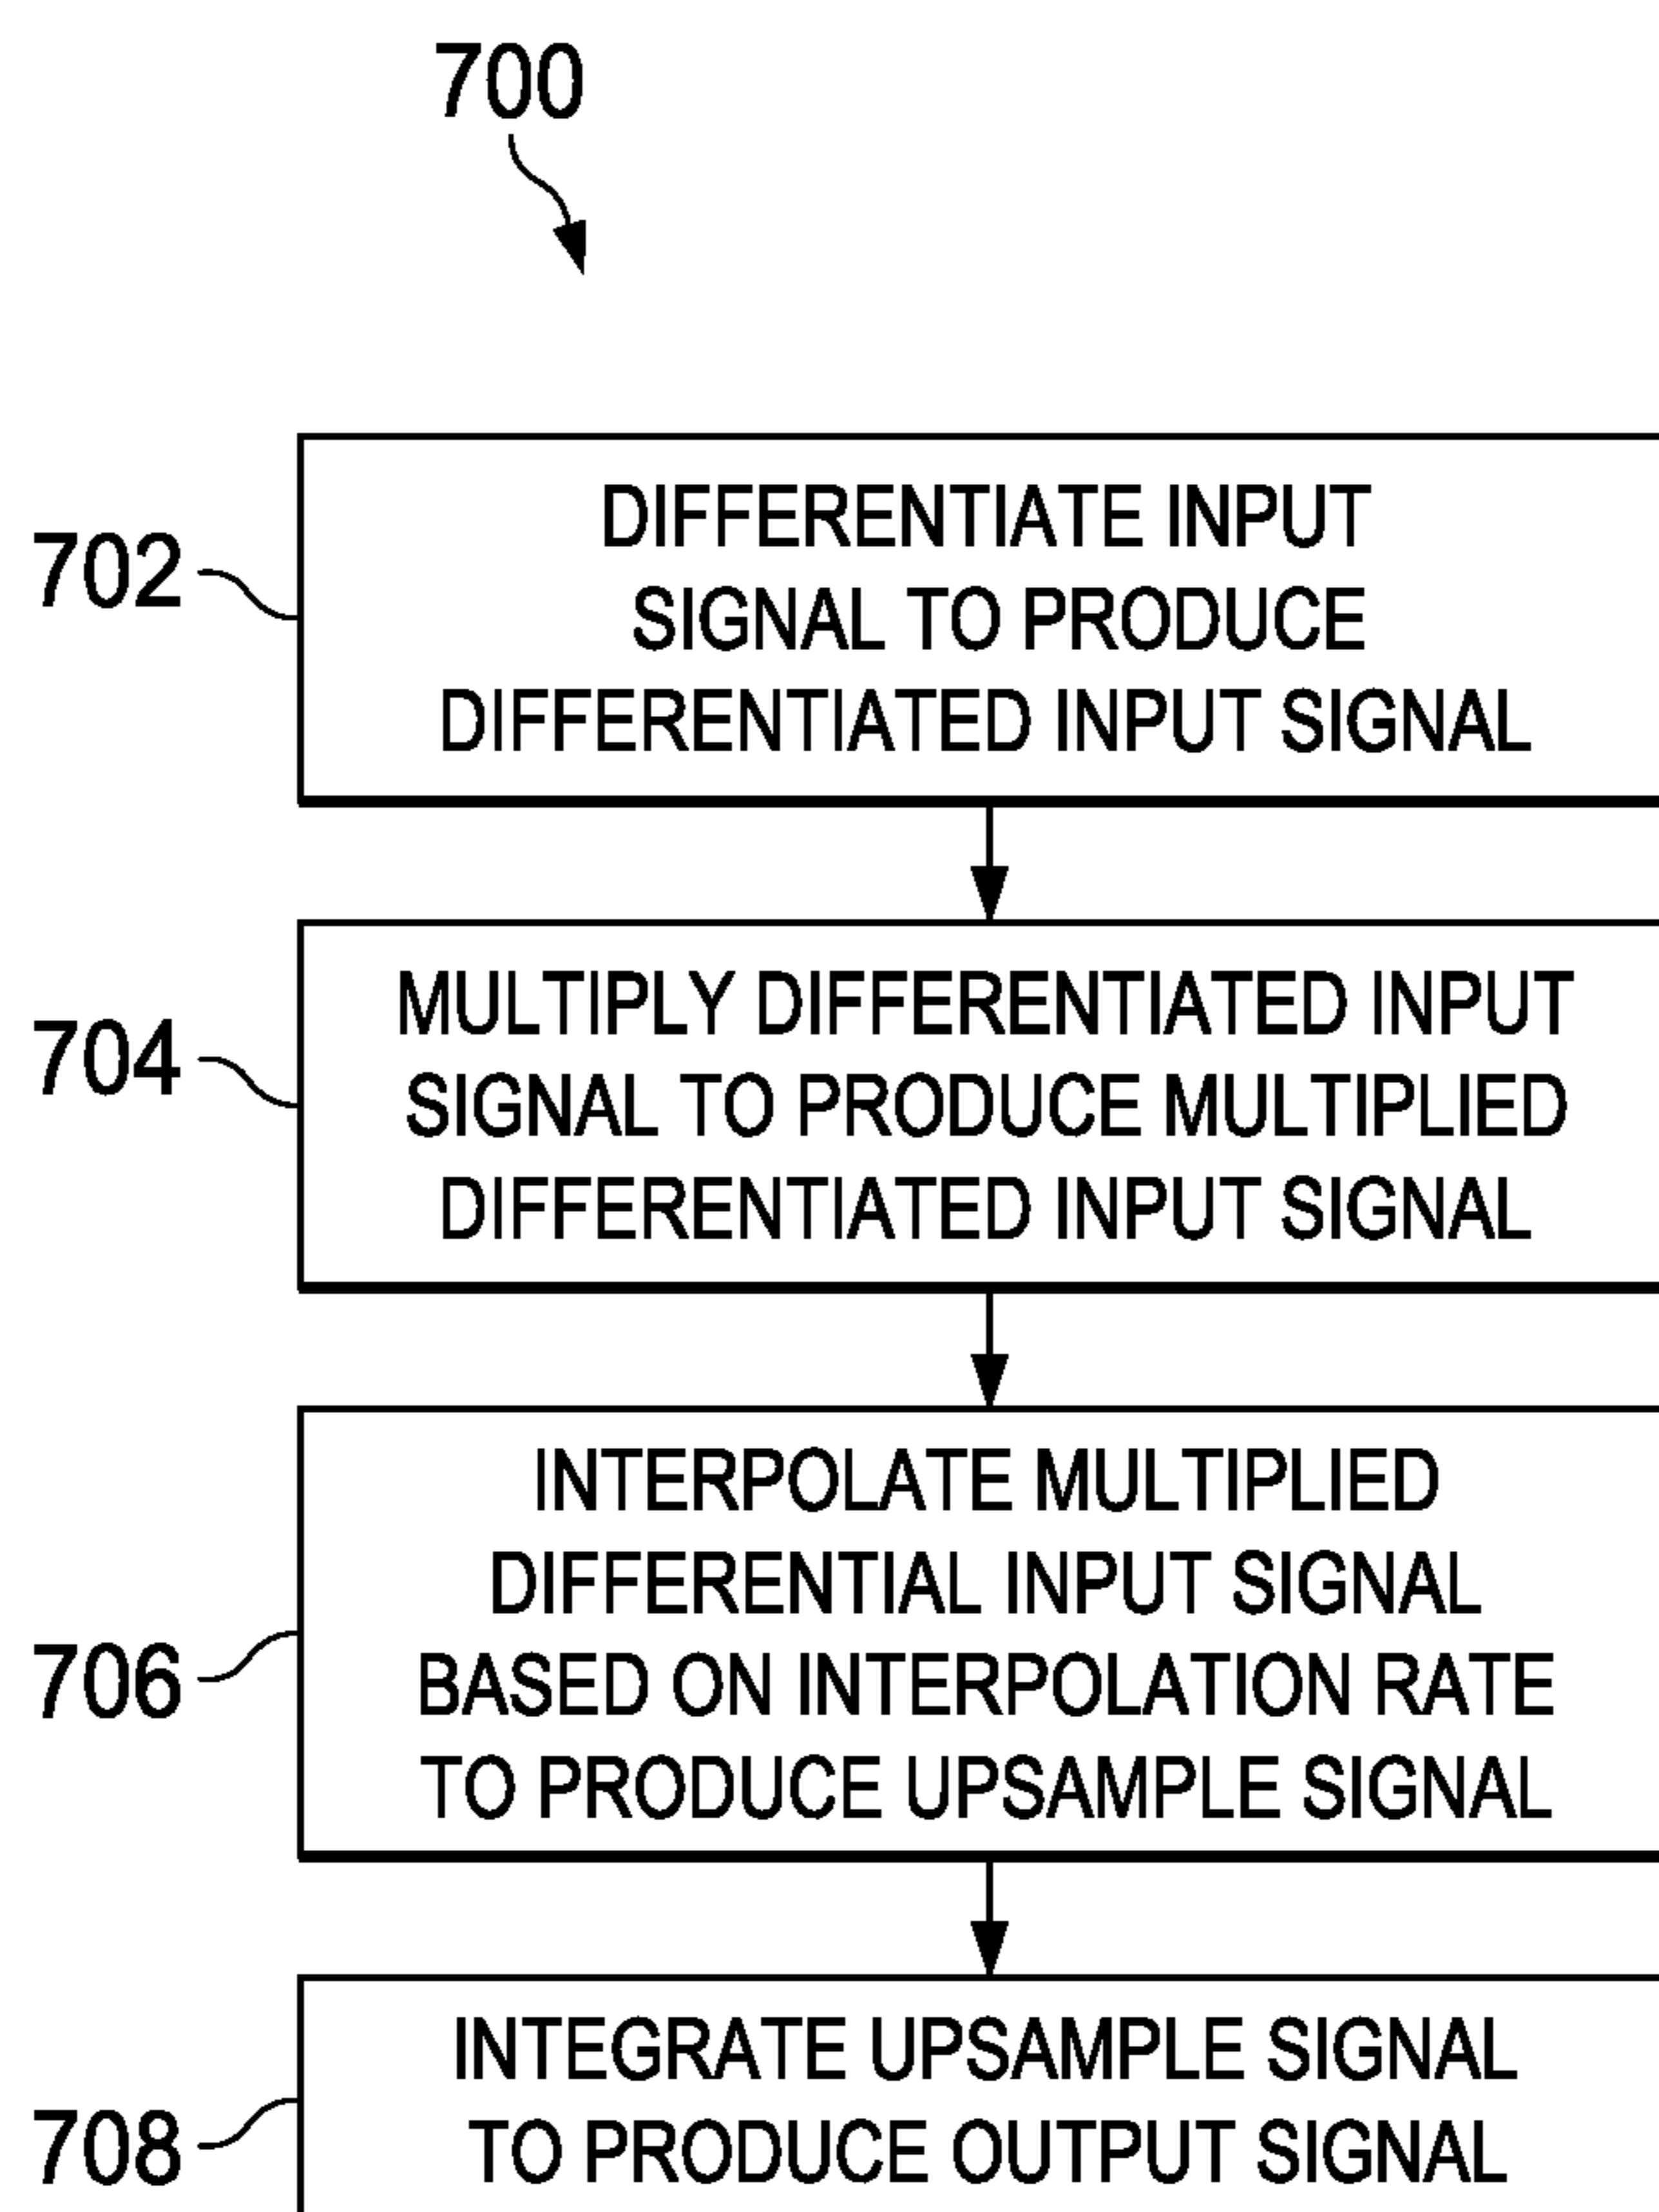 700
702
DIFFERENTIATE INPUT
SIGNAL TO PRODUCE
DIFFERENTIATED INPUT SIGNAL
704
MULTIPLY DIFFERENTIATED INPUT
SIGNAL TO PRODUCE MULTIPLIED
DIFFERENTIATED INPUT SIGNAL
706
INTERPOLATE MULTIPLIED
DIFFERENTIAL INPUT SIGNAL
BASED ON INTERPOLATION RATE
TO PRODUCE UPSAMPLE SIGNAL
708
INTEGRATE UPSAMPLE SIGNAL
TO PRODUCE OUTPUT SIGNAL